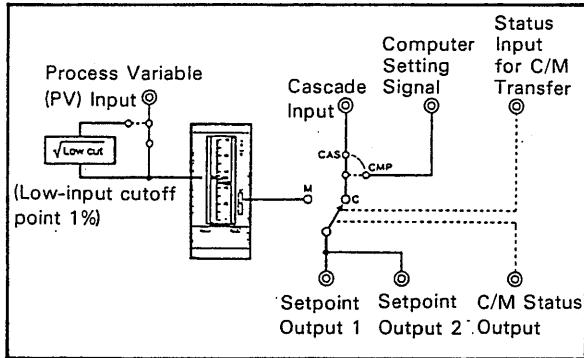 Process Variable
(PV) Input
√Low cut
(Low-input cutoff
point 1%)
Cascade
Input
Computer
Setting
Signal
Status
Input
for C/M
Transfer
CAS
CMP
M
C
Setpoint
Output 1
Setpoint
Output 2
C/M Status
Output